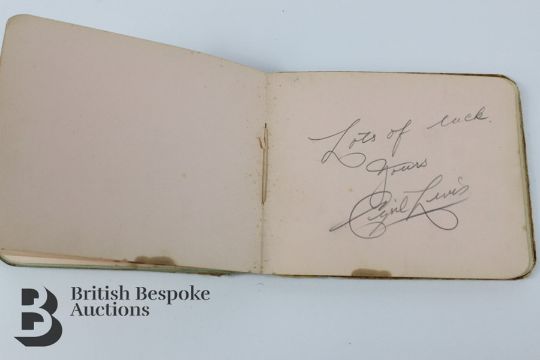 Lots of luck.
Yours
Cyril Lewis
British Bespoke
Auctions